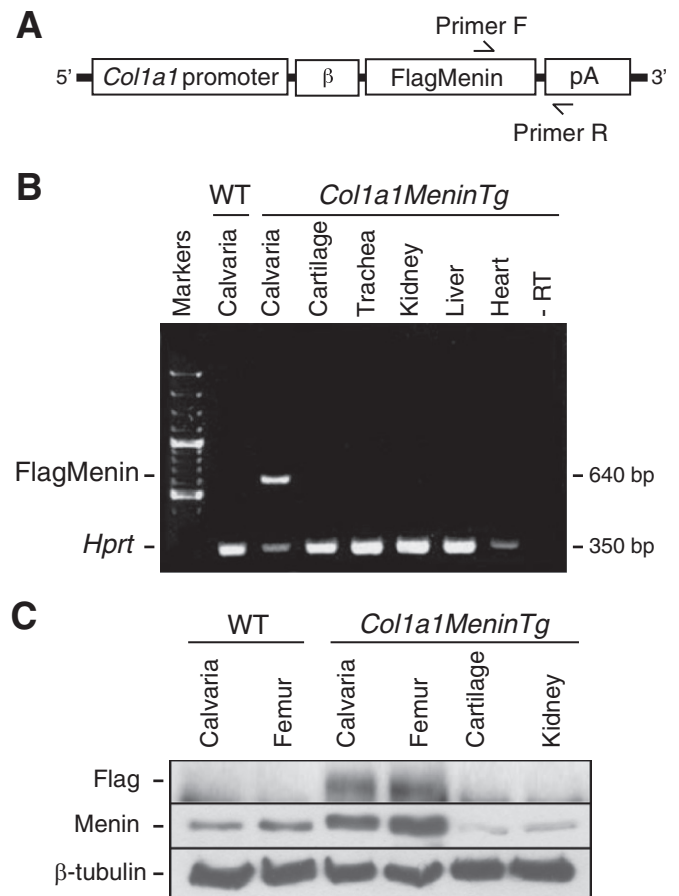 A
Primer F
5’ Col1a1 promoter β FlagMenin pA 3’
Primer R
B
WT Col1a1MeninTg
Markers Calvaria Calvaria Cartilage Trachea Kidney Liver Heart - RT
FlagMenin – – 640 bp
Hprt – – 350 bp
C
WT Col1a1MeninTg
Calvaria Femur Calvaria Femur Cartilage Kidney
Flag –
Menin –
β-tubulin –